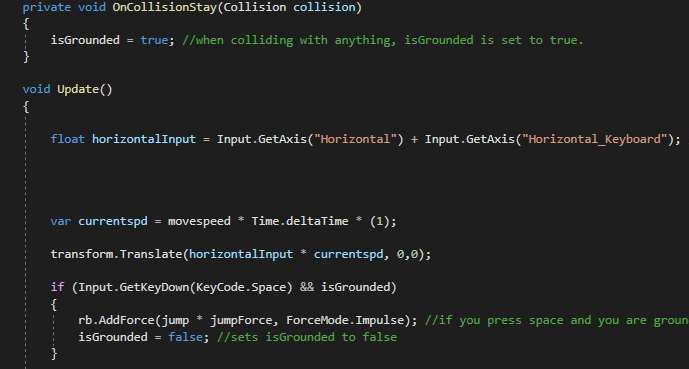 private void OnCollisionStay(Collision collision)
{
isGrounded = true; //when colliding with anything, isGrounded is set to true.
}
void Update()
{
float horizontalInput = Input.GetAxis("Horizontal") + Input.GetAxis("Horizontal_Keyboard");
var currentspd = movespeed * Time.deltaTime * (1);
transform.Translate(horizontalInput * currentspd, 0,0);
if (Input.GetKeyDown(KeyCode.Space) && isGrounded)
{
rb.AddForce(jump * jumpForce, ForceMode.Impulse); //if you press space and you are groun
isGrounded = false; //sets isGrounded to false
}